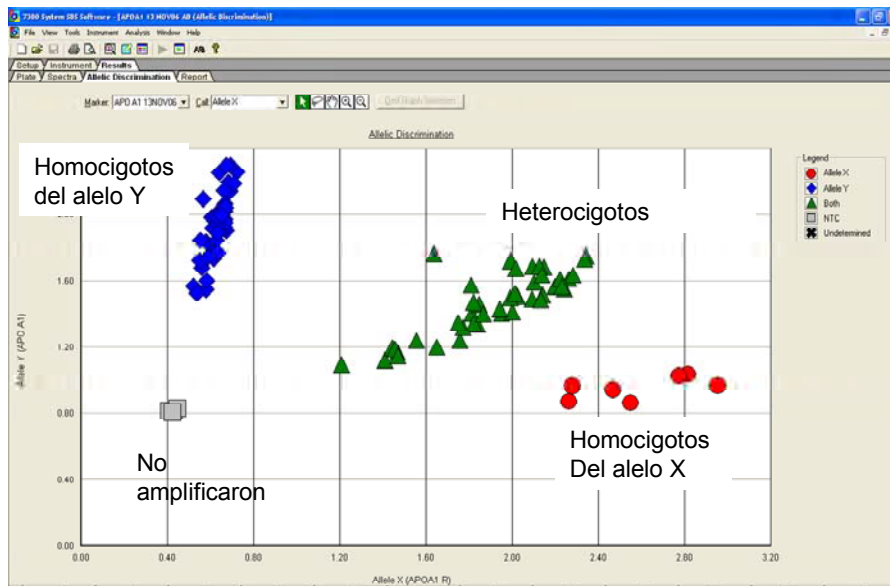 7300 System SDS Software - [APOA1 13 NOV06 AD (Allelic Discrimination)]
File View Tools Instrument Analysis Window Help
Setup Instrument Results
Plate Spectra Allelic Discrimination Report
Marker: APO A1 13NOV06 Call: Allele X
Allelic Discrimination
Homocigotos
del alelo Y
Heterocigotos
Legend
Allele X
Allele Y
Both
NTC
Undetermined
1.60
1.20
0.80
0.40
0.00
Allele Y (APO A1)
No
amplificaron
Homocigotos
Del alelo X
0.00 0.40 0.80 1.20 1.60 2.00 2.40 2.80 3.20
Allele X (APOA1 R)